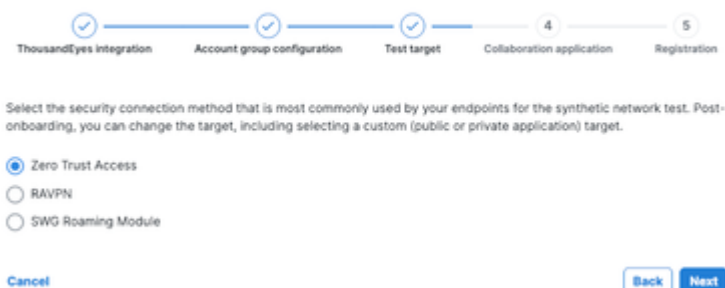 4
5
ThousandEyes integration
Account group configuration
Test target
Collaboration application
Registration
Select the security connection method that is most commonly used by your endpoints for the synthetic network test. Post-
onboarding, you can change the target, including selecting a custom (public or private application) target.
Zero Trust Access
RAVPN
SWG Roaming Module
Cancel
Back
Next